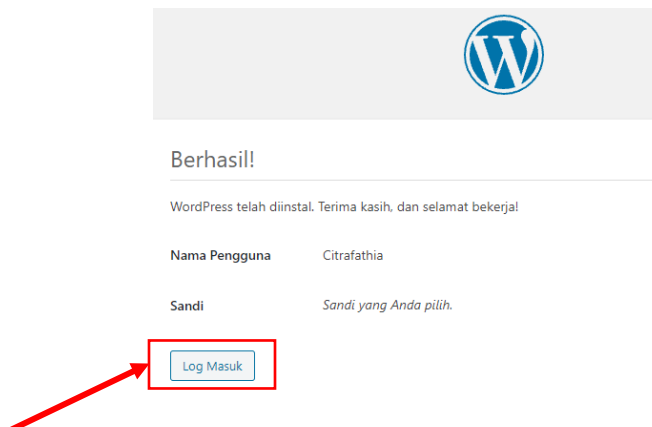 Berhasil!
WordPress telah diinstal. Terima kasih, dan selamat bekerja!
Nama Pengguna Citrafathia
Sandi Sandi yang Anda pilih.
Log Masuk